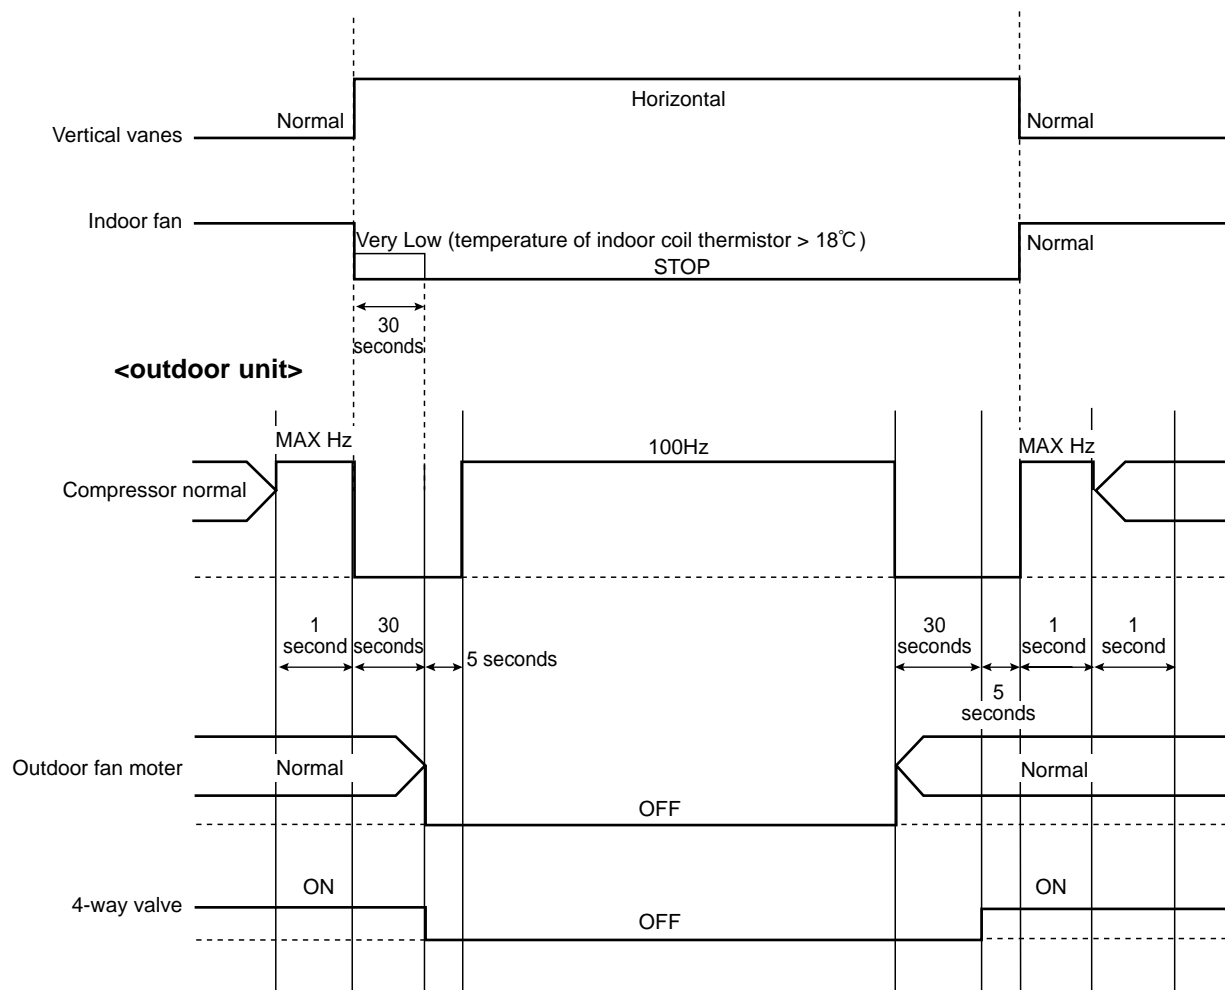 Horizontal
Normal
Normal
Vertical vanes
Indoor fan
Very Low (temperature of indoor coil thermistor > 18℃)
Normal
STOP
30
seconds
<outdoor unit>
MAX Hz
100Hz
MAX Hz
Compressor normal
1
second
30
seconds
5 seconds
30
seconds
1
second
1
second
5
seconds
Outdoor fan moter
Normal
Normal
OFF
ON
ON
4-way valve
OFF